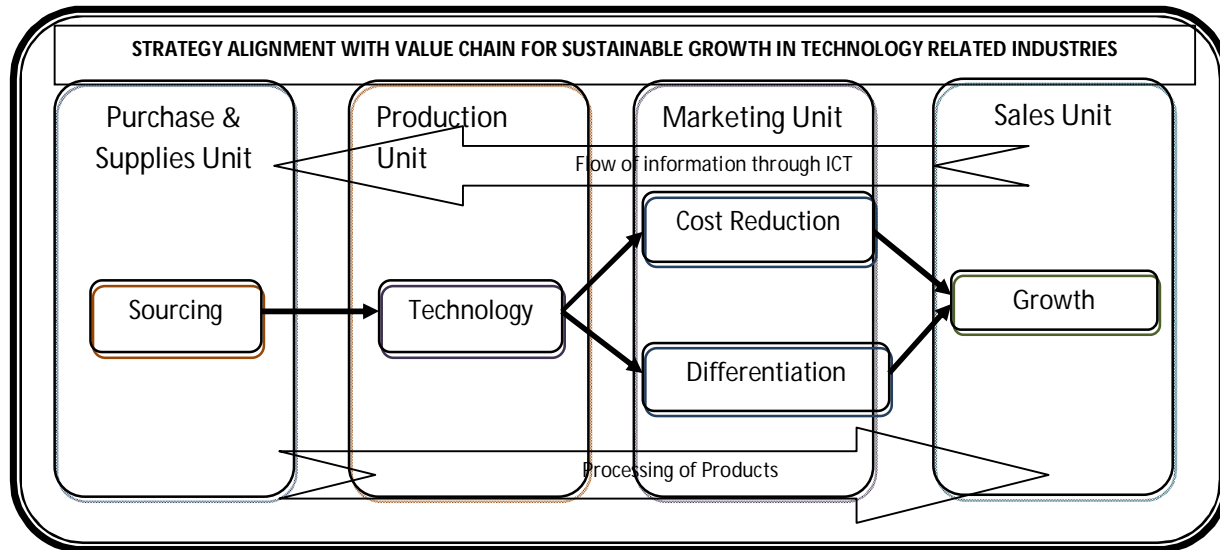 STRATEGY ALIGNMENT WITH VALUE CHAIN FOR SUSTAINABLE GROWTH IN TECHNOLOGY RELATED INDUSTRIES
Purchase &
Supplies Unit
Production
Unit
Marketing Unit
Sales Unit
Flow of information through ICT
Cost Reduction
Sourcing
Technology
Growth
Differentiation
Processing of Products